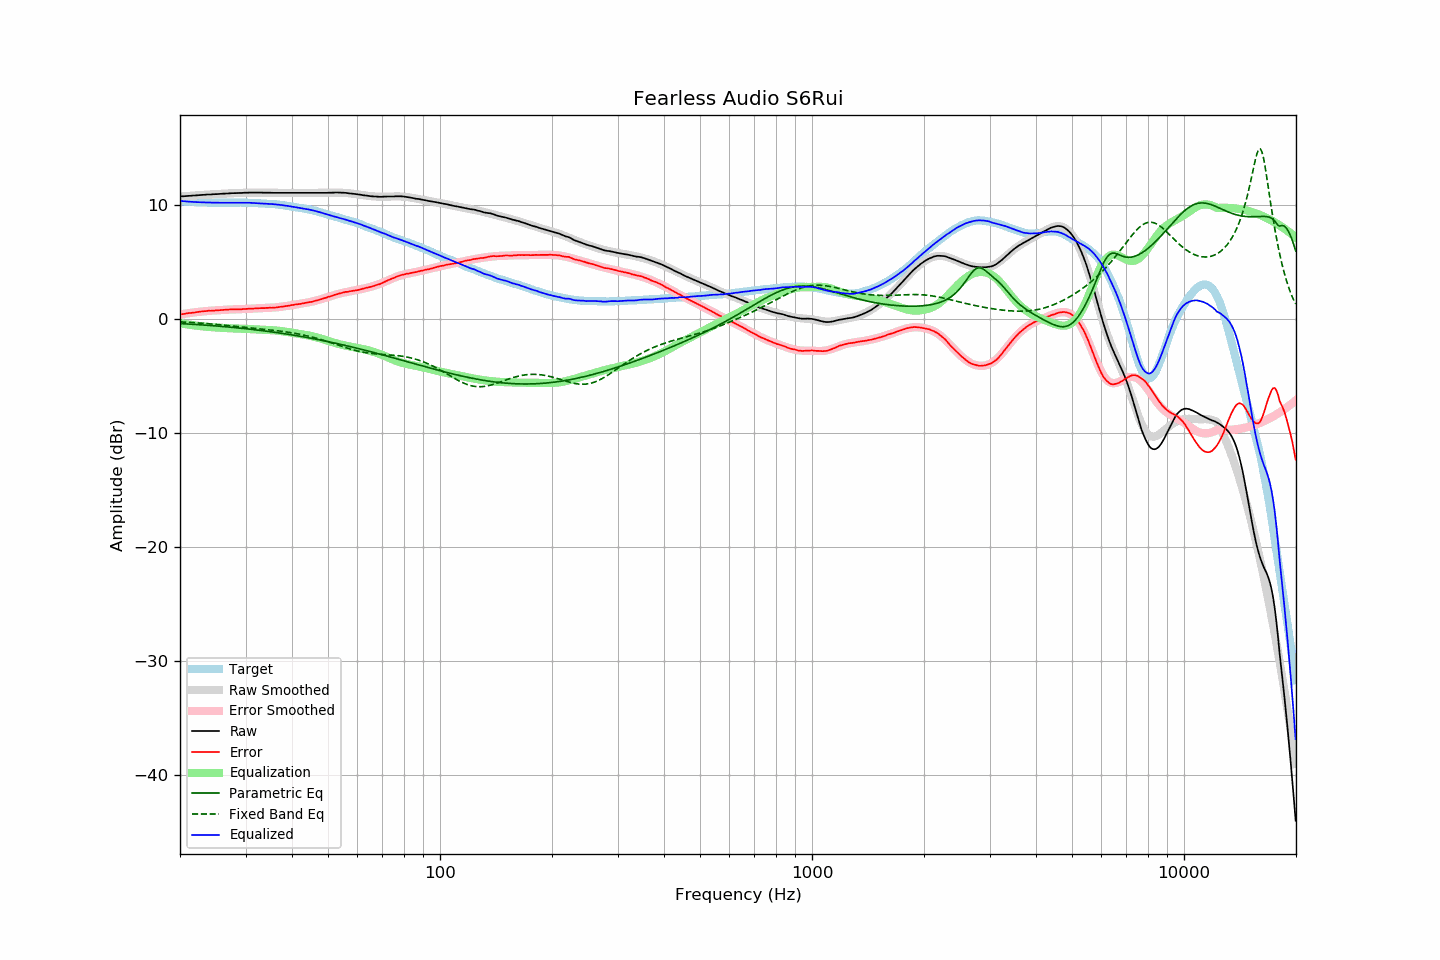 Fearless Audio S6Rui
10
0
−10
−20
−30
−40
Amplitude (dBr)
Target
Raw Smoothed
Error Smoothed
Raw
Error
Equalization
Parametric Eq
Fixed Band Eq
Equalized
100 1000 10000
Frequency (Hz)